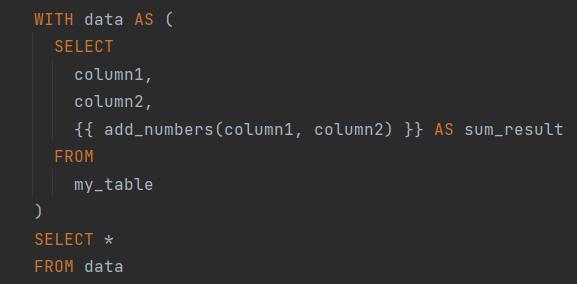 WITH data AS (
SELECT
column1,
column2,
{{ add_numbers(column1, column2) }} AS sum_result
FROM
my_table
)
SELECT *
FROM data